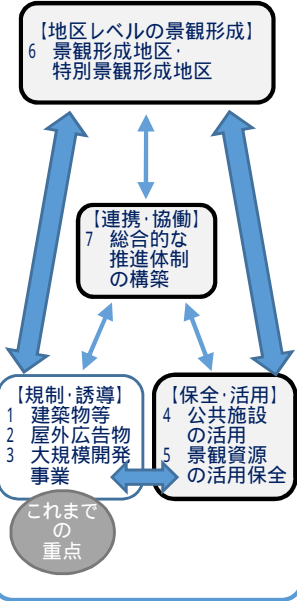 【地区レベルの景観形成】
6 景観形成地区・
特別景観形成地区
【連携・協働】
7 総合的な
推進体制
の構築
【規制・誘導】
1 建築物等
2 屋外広告物
3 大規模開発
事業
【保全・活用】
4 公共施設
の活用
5 景観資源
の活用保全
これまで
の
重点